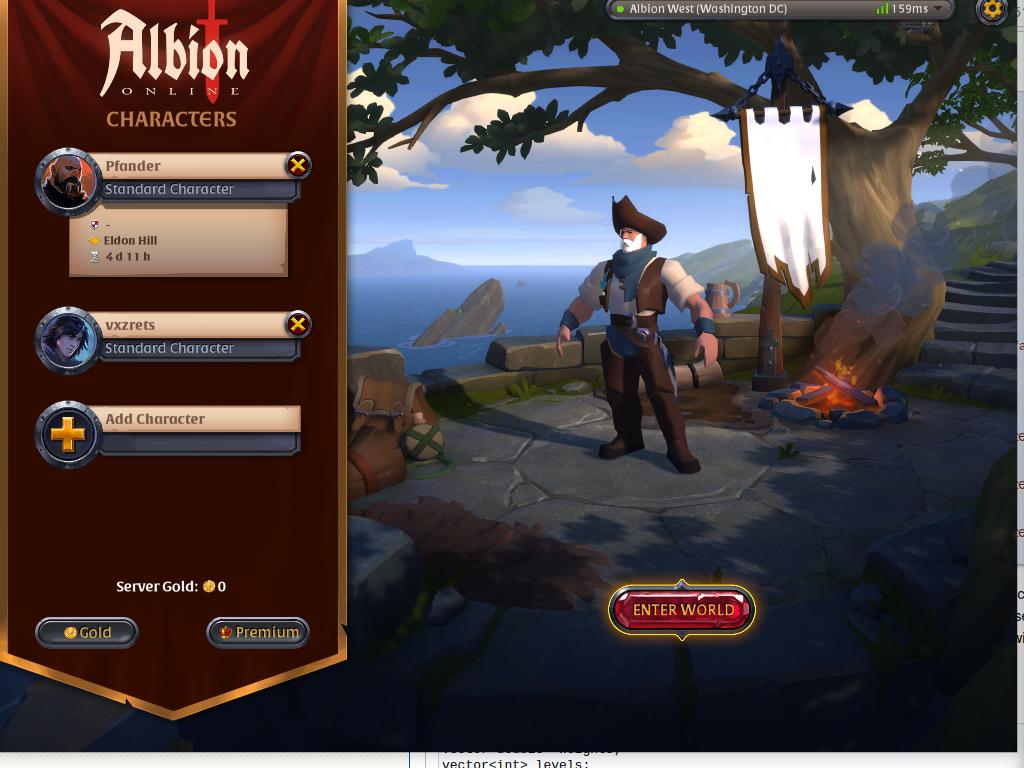 Albion West (Washington DC) 159ms
Albion
ONLINE
CHARACTERS
Pfander
Standard Character
-
Eldon Hill
4 d 11 h
vxzrets
Standard Character
Add Character
Server Gold: 0
Gold
Premium
ENTER WORLD
vector<int> levels;